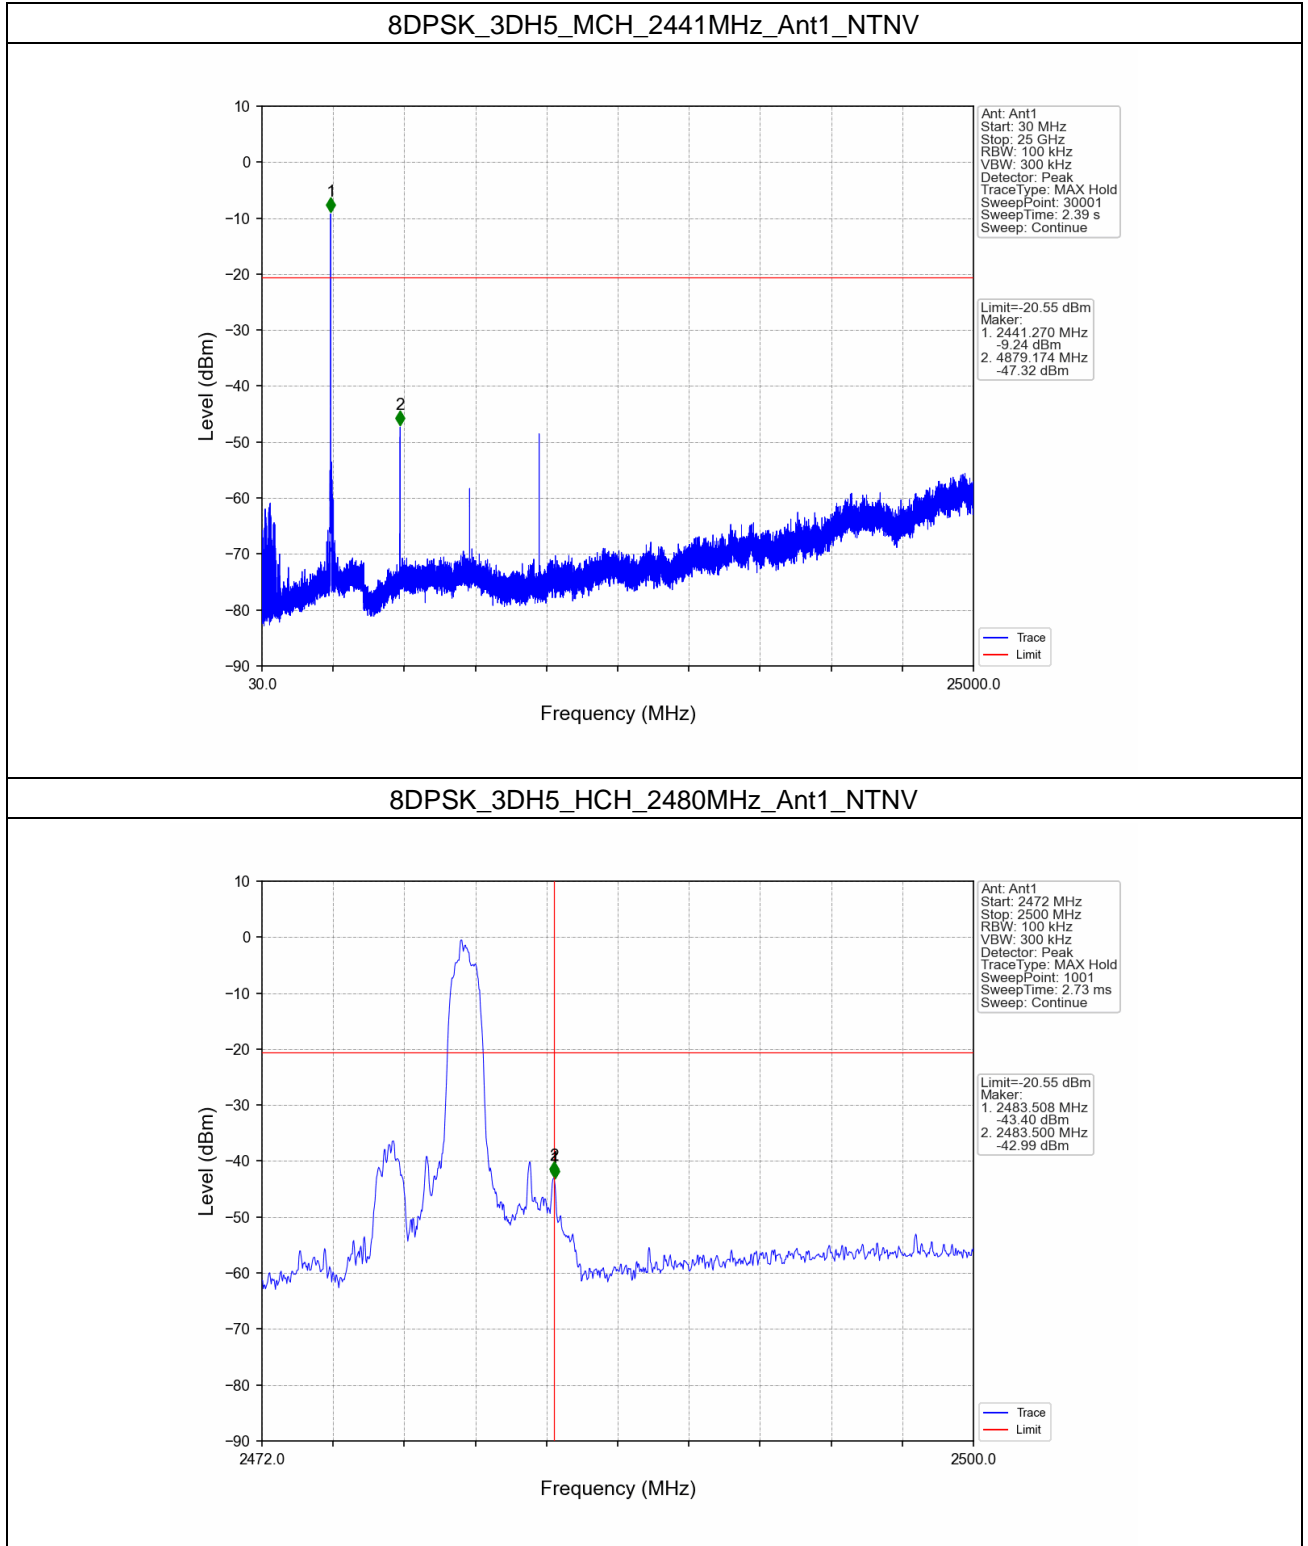 8DPSK_3DH5_MCH_2441MHz_Ant1_NTNV
10
0
−10
−20
−30
−40
−50
−60
−70
−80
−90
Level (dBm)
1
2
30.0
25000.0
Frequency (MHz)
Ant: Ant1
Start: 30 MHz
Stop: 25 GHz
RBW: 100 kHz
VBW: 300 kHz
Detector: Peak
TraceType: MAX Hold
SweepPoint: 30001
SweepTime: 2.39 s
Sweep: Continue
Limit=-20.55 dBm
Maker:
1. 2441.270 MHz
-9.24 dBm
2. 4879.174 MHz
-47.32 dBm
Trace
Limit
8DPSK_3DH5_HCH_2480MHz_Ant1_NTNV
10
0
−10
−20
−30
−40
−50
−60
−70
−80
−90
Level (dBm)
2
2472.0
2500.0
Frequency (MHz)
Ant: Ant1
Start: 2472 MHz
Stop: 2500 MHz
RBW: 100 kHz
VBW: 300 kHz
Detector: Peak
TraceType: MAX Hold
SweepPoint: 1001
SweepTime: 2.73 ms
Sweep: Continue
Limit=-20.55 dBm
Maker:
1. 2483.508 MHz
-43.40 dBm
2. 2483.500 MHz
-42.99 dBm
Trace
Limit